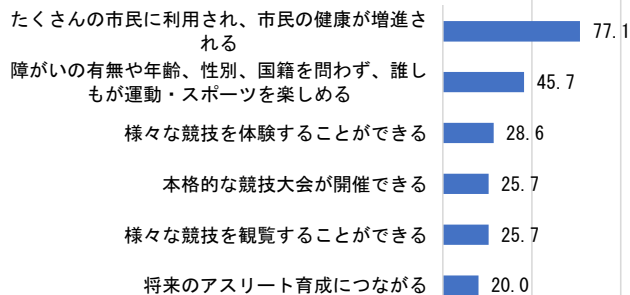 たくさんの市民に利用され、市民の健康が増進さ
れる
77.1
障がいの有無や年齢、性別、国籍を問わず、誰し
もが運動・スポーツを楽しめる
45.7
様々な競技を体験することができる
28.6
本格的な競技大会が開催できる
25.7
様々な競技を観覧することができる
25.7
将来のアスリート育成につながる
20.0